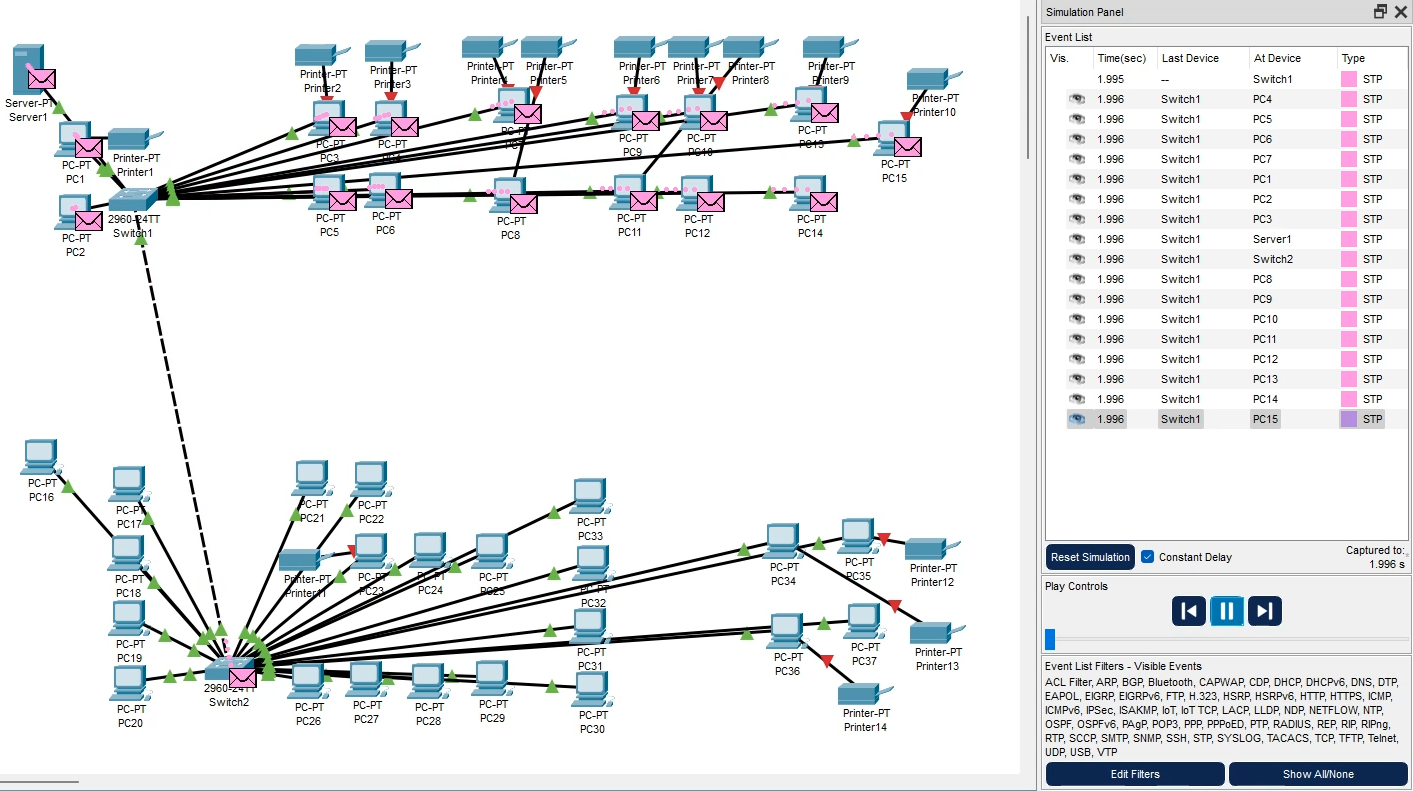 Server-PT
Server1
PC-PT
PC1
Printer-PT
Printer1
PC-PT
PC2
2960-24TT
Switch1
Printer-PT
Printer2
Printer-PT
Printer3
Printer-PT
Printer4
Printer-PT
Printer5
Printer-PT
Printer6
Printer-PT
Printer7
Printer-PT
Printer8
Printer-PT
Printer9
Printer-PT
Printer10
PC-PT
PC3
PC-PT
PC-PT
PC-PT
PC9
PC-PT
PC10
PC-PT
PC13
PC-PT
PC15
PC-PT
PC5
PC-PT
PC6
PC-PT
PC8
PC-PT
PC11
PC-PT
PC12
PC-PT
PC14
PC-PT
PC16
PC-PT
PC17
PC-PT
PC18
PC-PT
PC19
PC-PT
PC20
PC-PT
PC21
PC-PT
PC22
Printer-PT
Printer11
PC-PT
PC23
PC-PT
PC24
PC-PT
PC25
PC-PT
PC33
PC-PT
PC32
PC-PT
PC31
PC-PT
PC30
2960-24TT
Switch2
PC-PT
PC26
PC-PT
PC27
PC-PT
PC28
PC-PT
PC29
PC-PT
PC34
PC-PT
PC35
Printer-PT
Printer12
PC-PT
PC36
PC-PT
PC37
Printer-PT
Printer13
Printer-PT
Printer14
Simulation Panel
Event List
Vis. Time(sec) Last Device At Device Type
1.995 -- Switch1 STP
1.996 Switch1 PC4 STP
1.996 Switch1 PC5 STP
1.996 Switch1 PC6 STP
1.996 Switch1 PC7 STP
1.996 Switch1 PC1 STP
1.996 Switch1 PC2 STP
1.996 Switch1 PC3 STP
1.996 Switch1 Server1 STP
1.996 Switch1 Switch2 STP
1.996 Switch1 PC8 STP
1.996 Switch1 PC9 STP
1.996 Switch1 PC10 STP
1.996 Switch1 PC11 STP
1.996 Switch1 PC12 STP
1.996 Switch1 PC13 STP
1.996 Switch1 PC14 STP
1.996 Switch1 PC15 STP
Reset Simulation Constant Delay Captured to:
1.996 s
Play Controls
Event List Filters - Visible Events
ACL Filter, ARP, BGP, Bluetooth, CAPWAP, CDP, DHCP, DHCPv6, DNS, DTP,
EAPOL, EIGRP, EIGRPv6, FTP, H.323, HSRP, HSRPv6, HTTP, HTTPS, ICMP,
ICMPv6, IPSec, ISAKMP, IoT, IoT TCP, LACP, LLDP, NDP, NETFLOW, NTP,
OSPF, OSPFv6, PAgP, POP3, PPP, PPPoED, PTP, RADIUS, REP, RIP, RIPng,
RTP, SCCP, SMTP, SNMP, SSH, STP, SYSLOG, TACACS, TCP, TFTP, Telnet,
UDP, USB, VTP
Edit Filters Show All/None